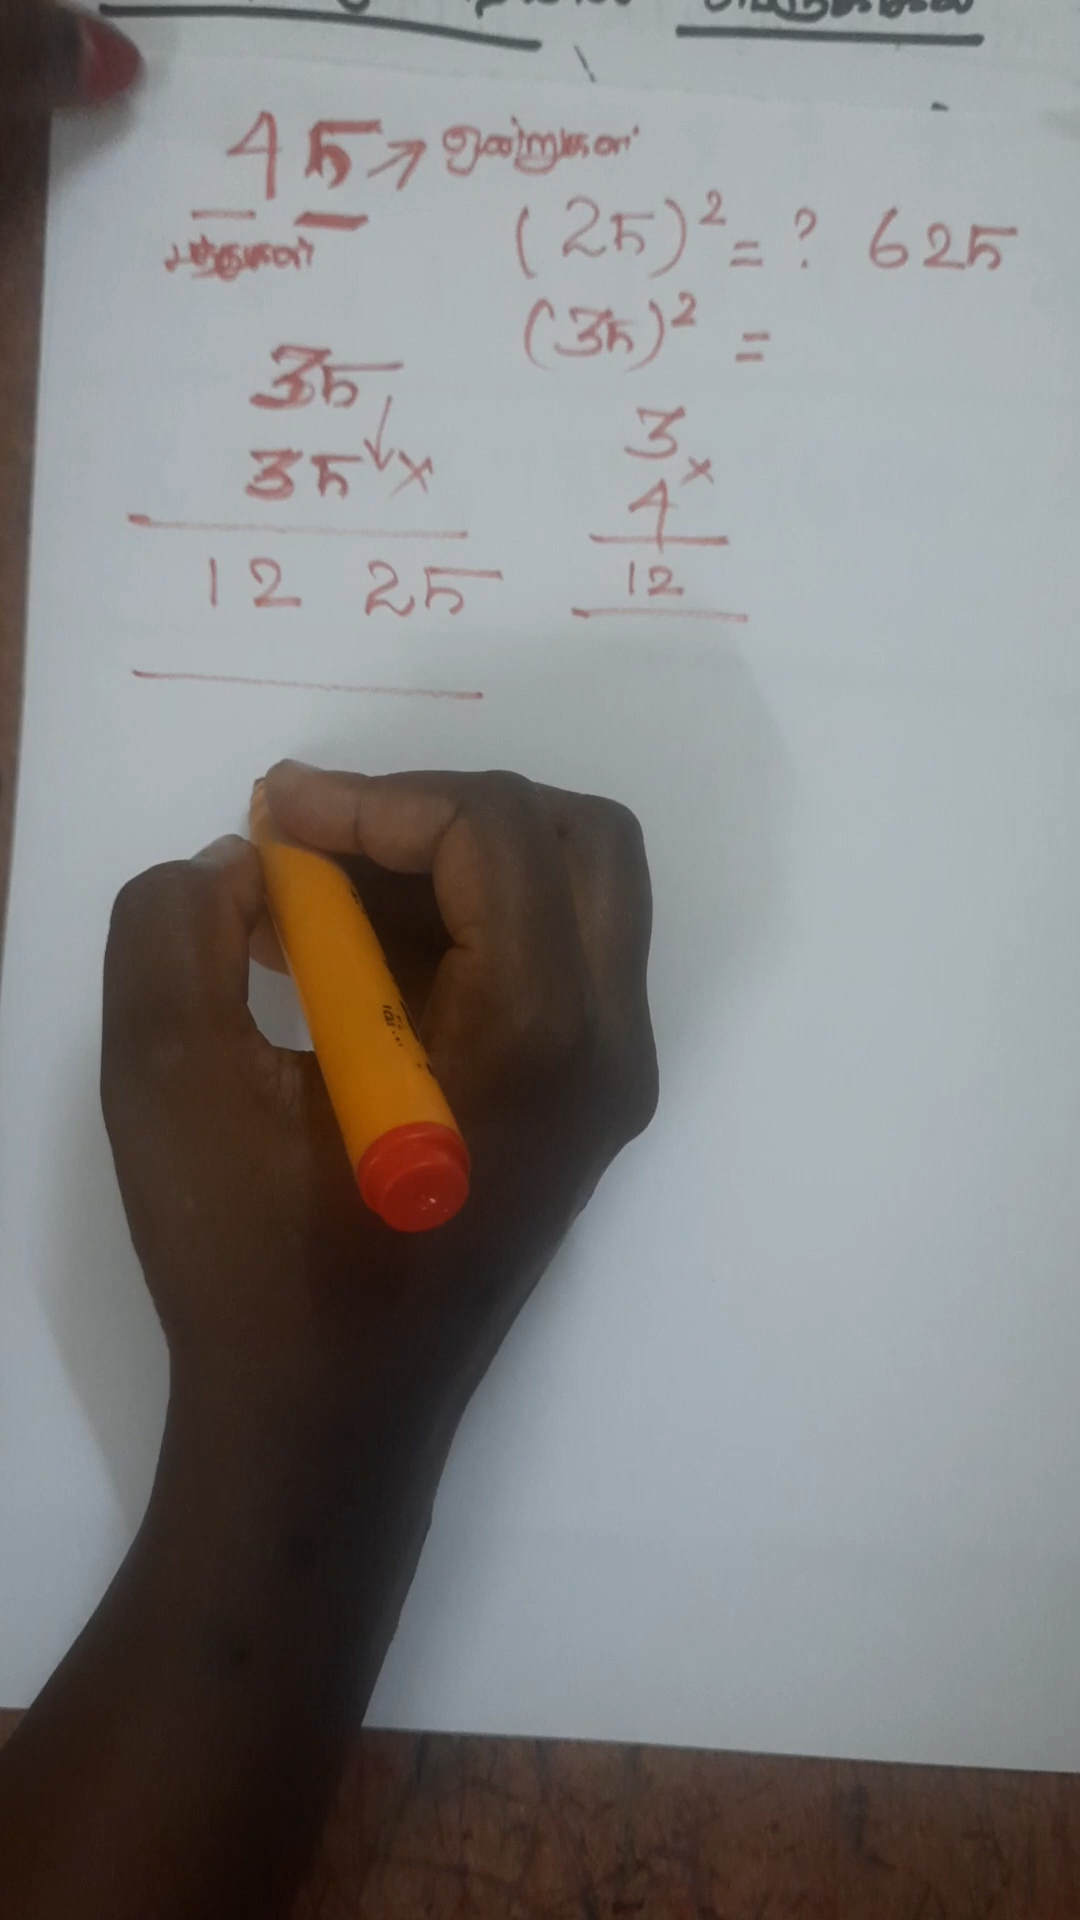 45 → ஒன்றுகள்
பத்துகள்
(25)² = ? 625
(35)² =
35
35 x
12 25
3 x
4
12